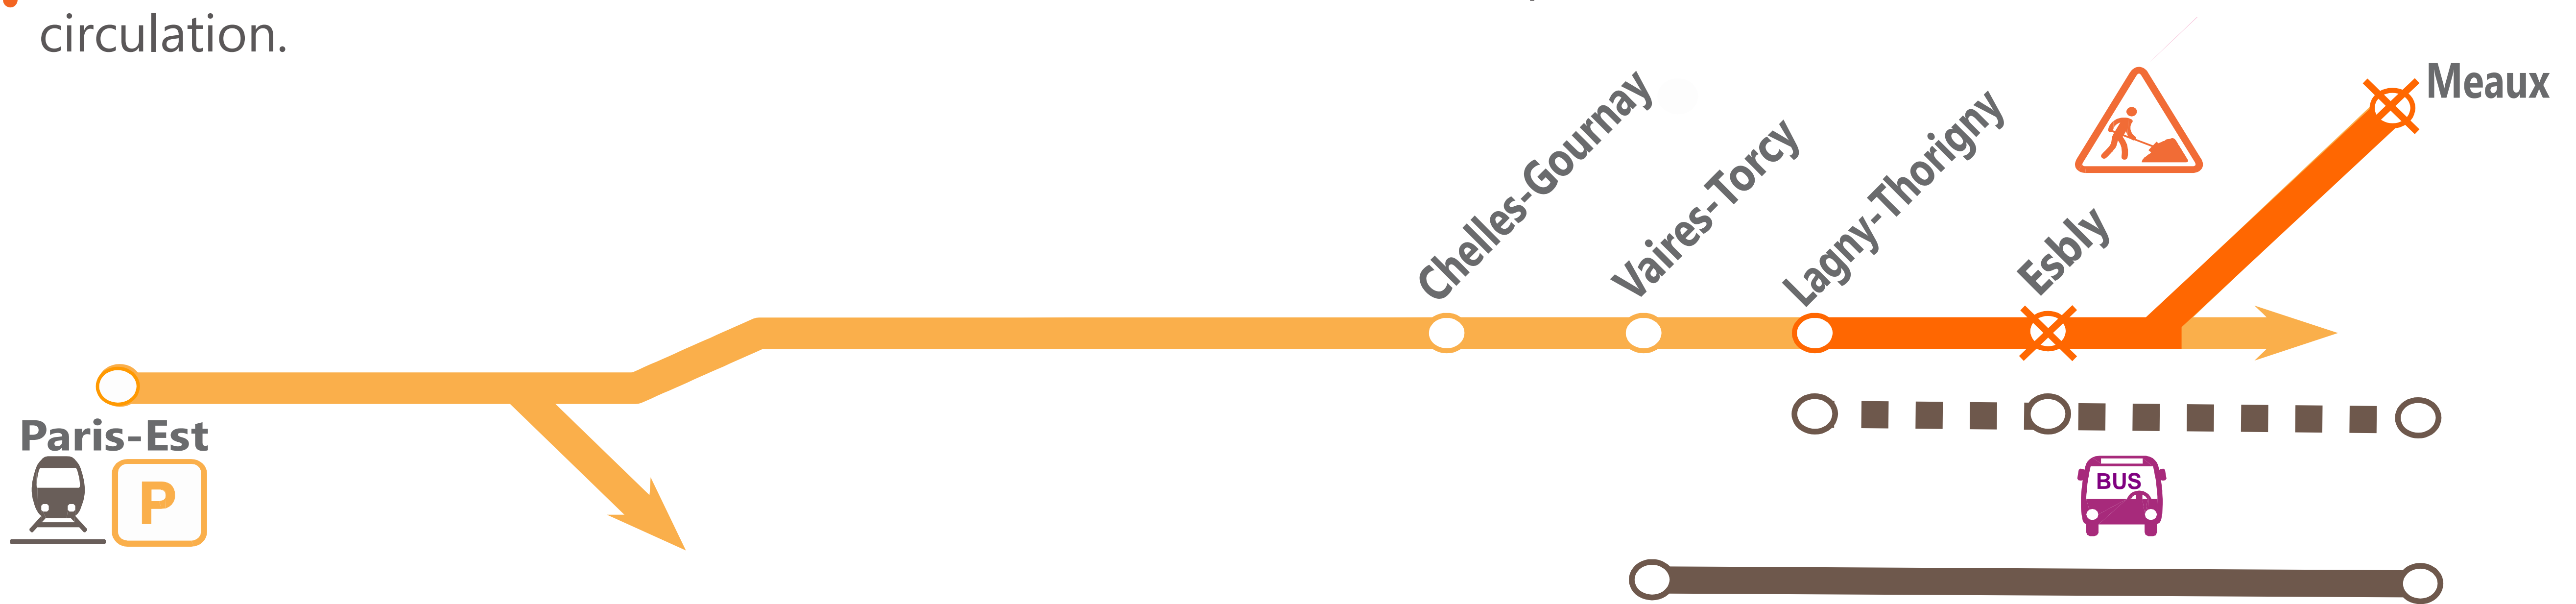 circulation.
Meaux
Chelles-Gournay
Vaires-Torcy
Lagny-Thorigny
Esbly
Paris-Est
P
BUS